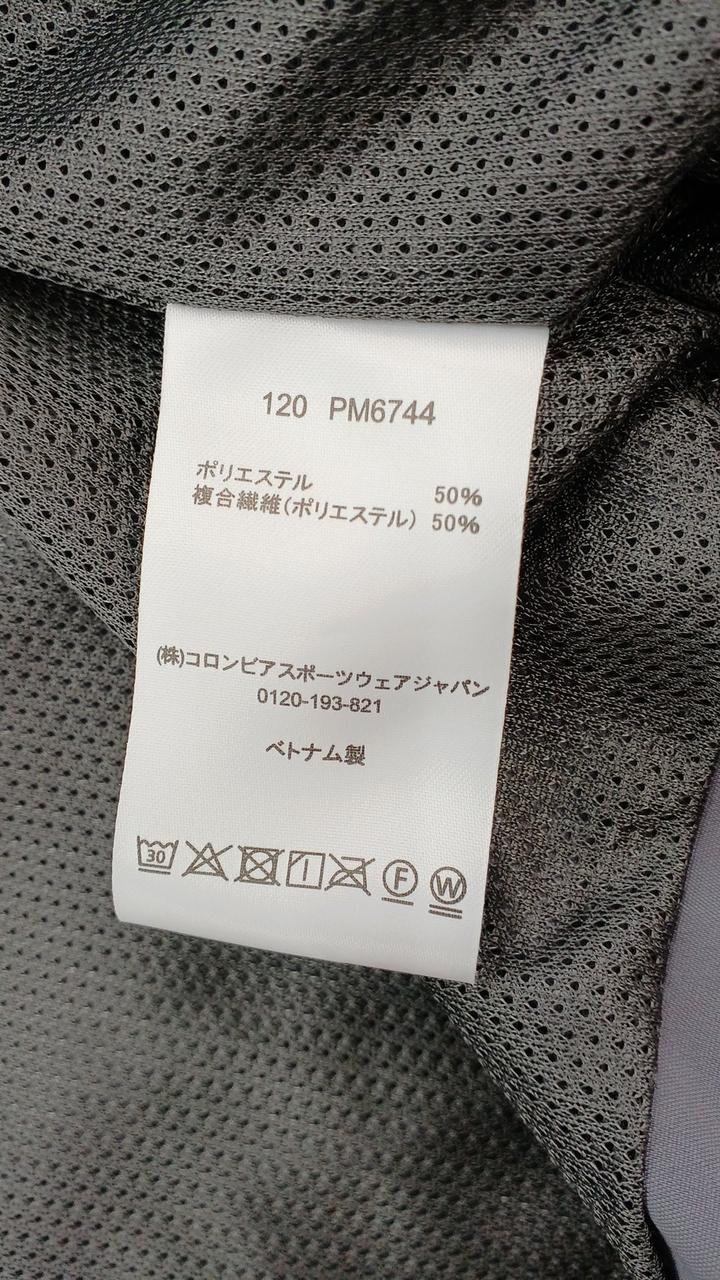 120 PM6744
ポリエステル 50%
複合繊維(ポリエステル) 50%
(株)コロンビアスポーツウェアジャパン
0120-193-821
ベトナム製
30 F W